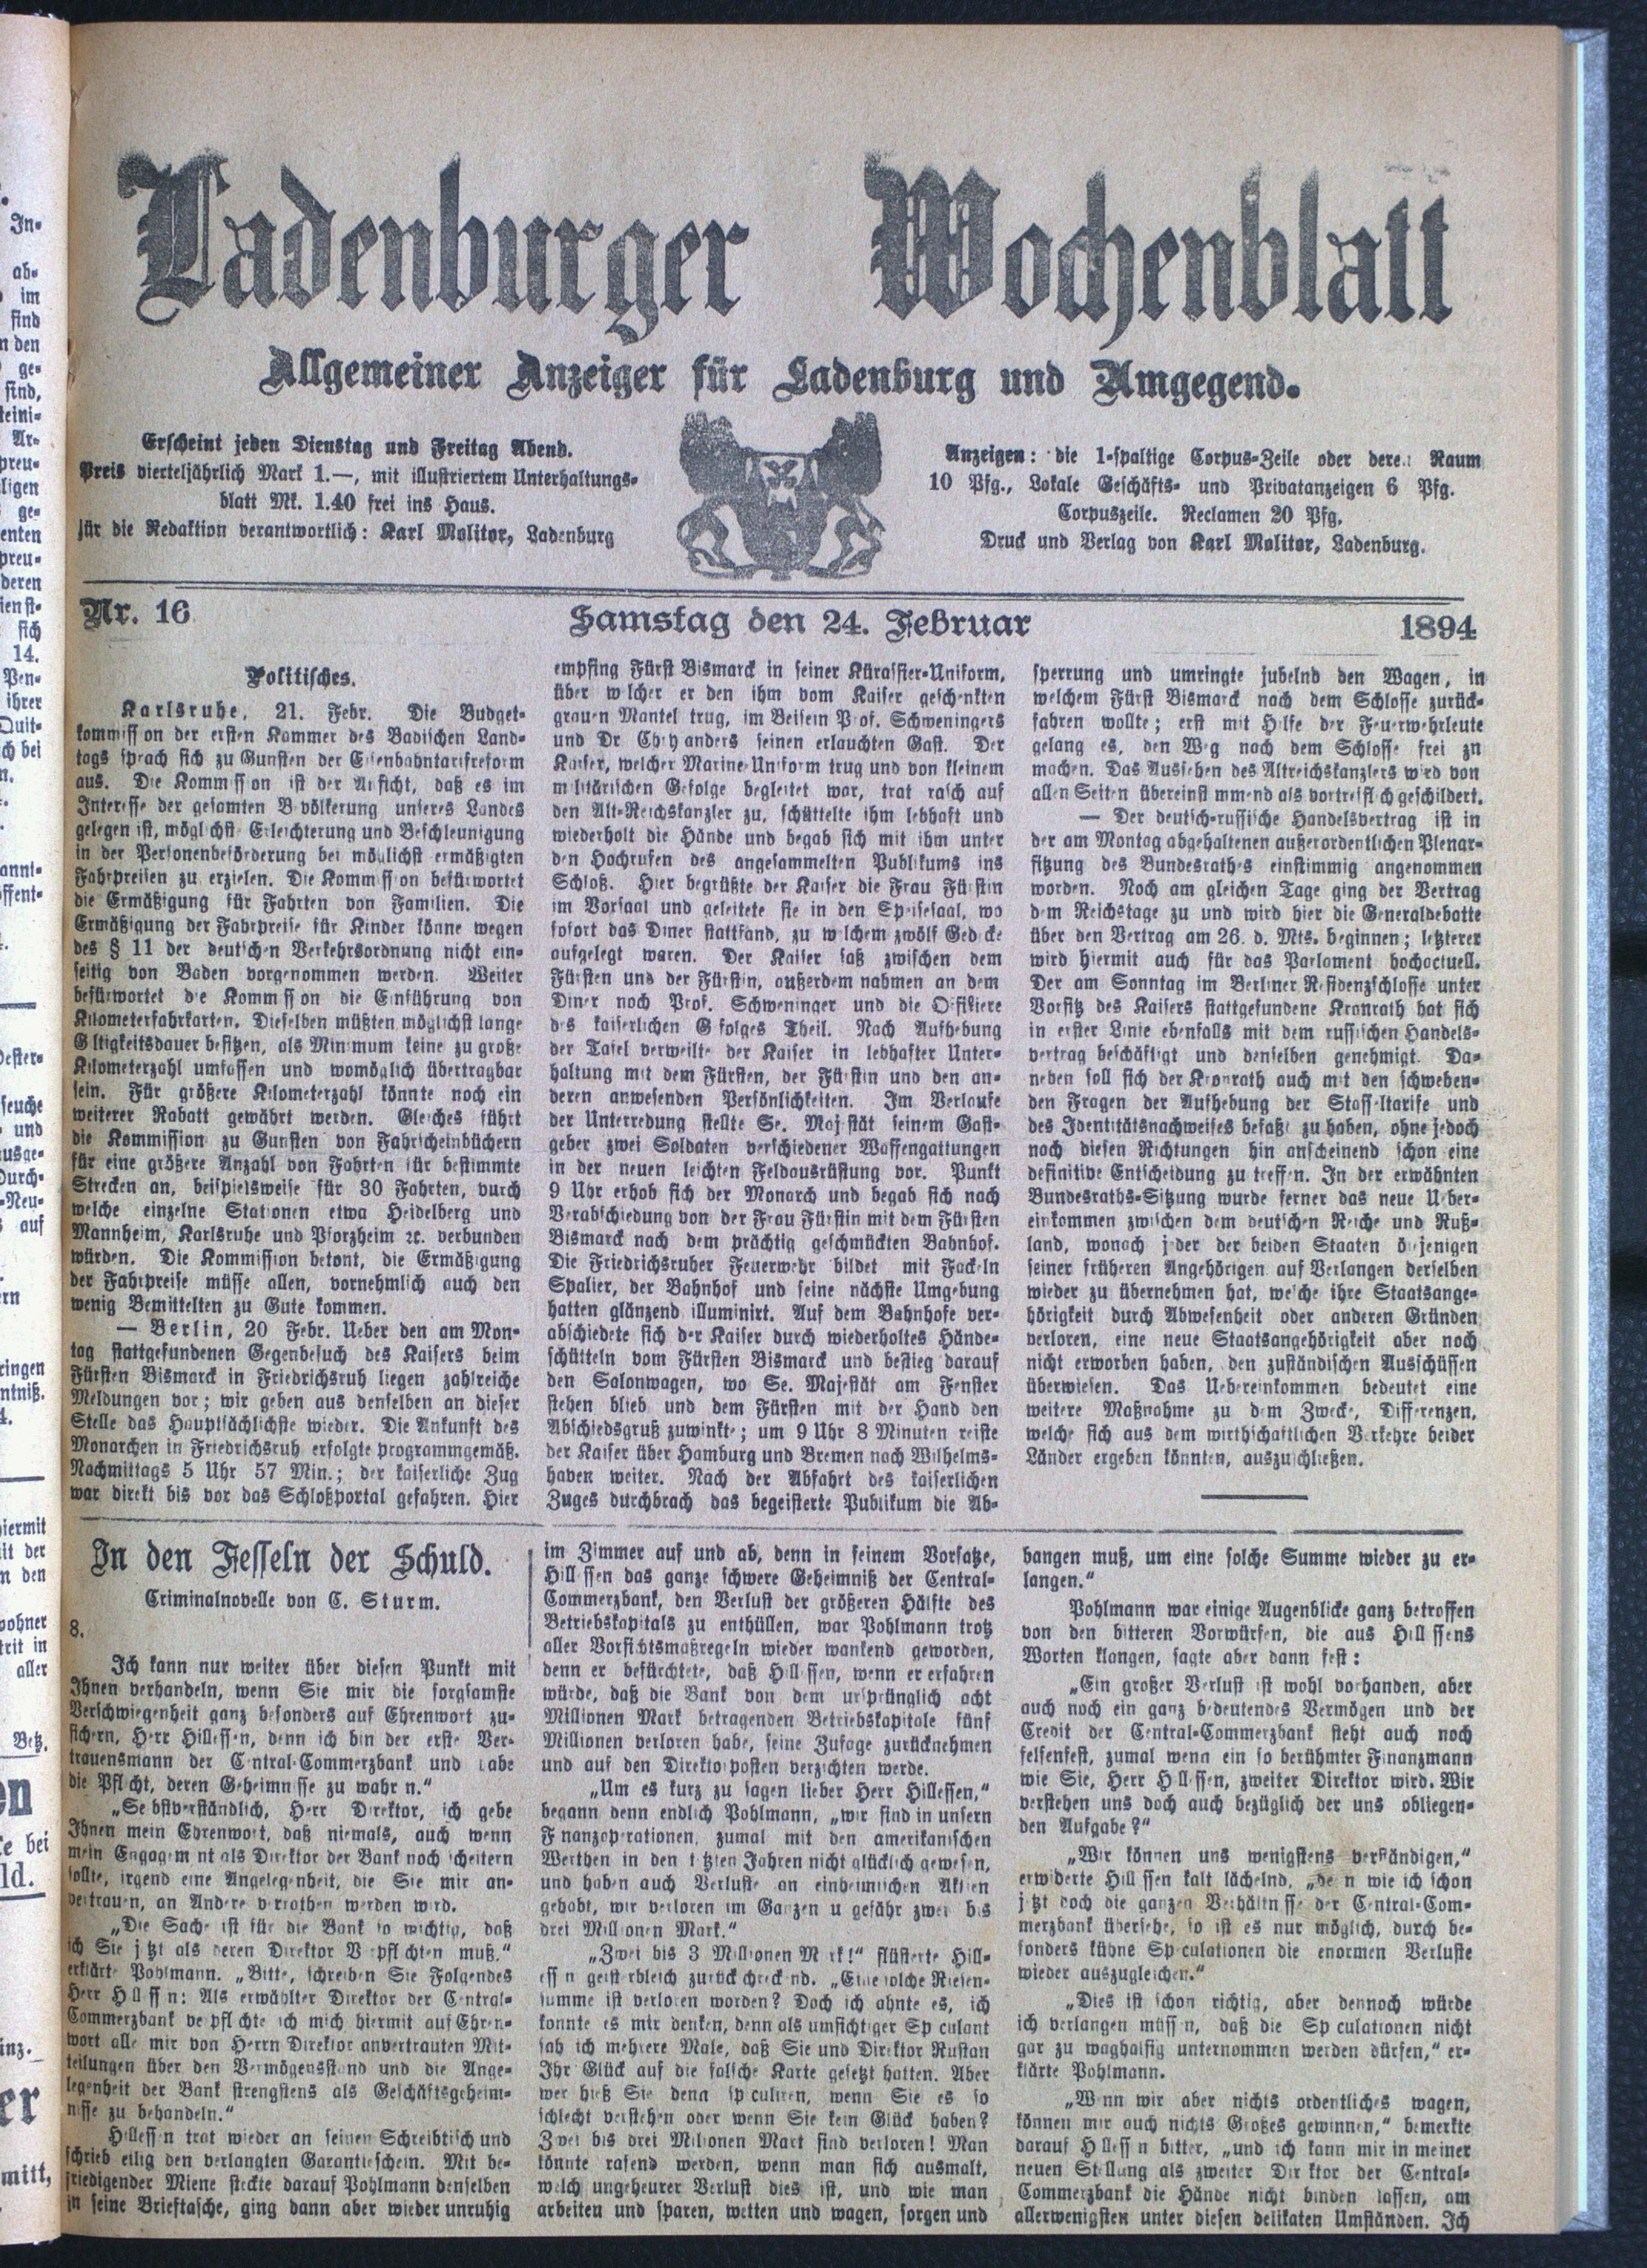 Ladenburger Wochenblatt
Allgemeiner Anzeiger für Ladenburg und Umgegend.
Erscheint jeden Dienstag und Freitag Abend.
Preis vierteljährlich Mark 1.—, mit illustriertem Unterhaltungs-
blatt Mk. 1.40 frei ins Haus.
für die Redaktion verantwortlich: Karl Molitor, Ladenburg
Anzeigen: die 1-spaltige Corpus-Zeile oder deren Raum
10 Pfg., Lokale Geschäfts- und Privatanzeigen 6 Pfg.
Corpuszeile. Reclamen 20 Pfg.
Druck und Verlag von Karl Molitor, Ladenburg.
Nr. 16
Samstag den 24. Februar
1894
Politisches.
Karlsruhe, 21. Febr. Die Budget-
kommission der ersten Kammer des Badischen Land-
tags sprach sich zu Gunsten der Eisenbahntarifreform
aus. Die Kommission ist der Ansicht, daß es im
Interesse der gesamten Bevölkerung unseres Landes
gelegen ist, möglichste Erleichterung und Beschleunigung
in der Personenbeförderung bei möglichst ermäßigten
Fahrpreisen zu erzielen. Die Kommission befürwortet
die Ermäßigung für Fahrten von Familien. Die
Ermäßigung der Fahrpreise für Kinder könne wegen
des § 11 der deutschen Verkehrsordnung nicht ein-
seitig von Baden vorgenommen werden. Weiter
befürwortet die Kommission die Einführung von
Kilometerfahrkarten. Dieselben müßten möglichst lange
Giltigkeitsdauer besitzen, als Minimum keine zu große
Kilometerzahl umfassen und womöglich übertragbar
sein. Für größere Kilometerzahl könnte noch ein
weiterer Rabatt gewährt werden. Gleiches führt
die Kommission zu Gunsten von Fahrscheinbüchern
für eine größere Anzahl von Fahrten für bestimmte
Strecken an, beispielsweise für 30 Fahrten, durch
welche einzelne Stationen etwa Heidelberg und
Mannheim, Karlsruhe und Pforzheim ꝛc. verbunden
würden. Die Kommission betont, die Ermäßigung
der Fahrpreise müsse allen, vornehmlich auch den
wenig Bemittelten zu Gute kommen.
— Berlin, 20 Febr. Ueber den am Mon-
tag stattgefundenen Gegenbesuch des Kaisers beim
Fürsten Bismarck in Friedrichsruh liegen zahlreiche
Meldungen vor; wir geben aus denselben an dieser
Stelle das Hauptsächlichste wieder. Die Ankunft des
Monarchen in Friedrichsruh erfolgte programmgemäß.
Nachmittags 5 Uhr 57 Min.; der kaiserliche Zug
war direkt bis vor das Schloßportal gefahren. Hier
empfing Fürst Bismarck in seiner Kürassier-Uniform,
über welcher er den ihm vom Kaiser geschenkten
grauen Mantel trug, im Beisein Prof. Schweningers
und Dr Chrysanders seinen erlauchten Gast. Der
Kaiser, welcher Marine-Uniform trug und von kleinem
militärischen Gefolge begleitet war, trat rasch auf
den Alt-Reichskanzler zu, schüttelte ihm lebhaft und
wiederholt die Hände und begab sich mit ihm unter
den Hochrufen des angesammelten Publikums ins
Schloß. Hier begrüßte der Kaiser die Frau Fürstin
im Vorsaal und geleitete sie in den Speisesaal, wo
sofort das Diner stattfand, zu welchem zwölf Gedecke
aufgelegt waren. Der Kaiser saß zwischen dem
Fürsten und der Fürstin, außerdem nahmen an dem
Diner noch Prof. Schweninger und die Offiziere
des kaiserlichen Gefolges Theil. Nach Aufhebung
der Tafel verweilte der Kaiser in lebhafter Unter-
haltung mit dem Fürsten, der Fürstin und den an-
deren anwesenden Persönlichkeiten. Im Verlaufe
der Unterredung stellte Se. Majestät seinem Gast-
geber zwei Soldaten verschiedener Waffengattungen
in der neuen leichten Feldausrüstung vor. Punkt
9 Uhr erhob sich der Monarch und begab sich nach
Verabschiedung von der Frau Fürstin mit dem Fürsten
Bismarck nach dem prächtig geschmückten Bahnhof.
Die Friedrichsruher Feuerwehr bildet mit Fackeln
Spalier, der Bahnhof und seine nächste Umgebung
hatten glänzend illuminirt. Auf dem Bahnhofe ver-
abschiedete sich der Kaiser durch wiederholtes Hände-
schütteln vom Fürsten Bismarck und bestieg darauf
den Salonwagen, wo Se. Majestät am Fenster
stehen blieb und dem Fürsten mit der Hand den
Abschiedsgruß zuwinkte; um 9 Uhr 8 Minuten reiste
der Kaiser über Hamburg und Bremen nach Wilhelms-
haven weiter. Nach der Abfahrt des kaiserlichen
Zuges durchbrach das begeisterte Publikum die Ab-
sperrung und umringte jubelnd den Wagen, in
welchem Fürst Bismarck nach dem Schlosse zurück-
fahren wollte; erst mit Hilfe der Feuerwehrleute
gelang es, den Weg nach dem Schlosse frei zu
machen. Das Aussehen des Altreichskanzlers wird von
allen Seiten übereinstimmend als vortrefflich geschildert.
— Der deutsch-russische Handelsvertrag ist in
der am Montag abgehaltenen außerordentlichen Plenar-
sitzung des Bundesrathes einstimmig angenommen
worden. Noch am gleichen Tage ging der Vertrag
dem Reichstage zu und wird hier die Generaldebatte
über den Vertrag am 26. d. Mts. beginnen; letzterer
wird hiermit auch für das Parlament hochactuell.
Der am Sonntag im Berliner Residenzschlosse unter
Vorsitz des Kaisers stattgefundene Kronrath hat sich
in erster Linie ebenfalls mit dem russischen Handels-
vertrag beschäftigt und denselben genehmigt. Da-
neben soll sich der Kronrath auch mit den schweben-
den Fragen der Aufhebung der Staffeltarife und
des Identitätsnachweises befaßt zu haben, ohne jedoch
nach diesen Richtungen hin anscheinend schon eine
definitive Entscheidung zu treffen. In der erwähnten
Bundesraths-Sitzung wurde ferner das neue Ueber-
einkommen zwischen dem deutschen Reiche und Ruß-
land, wonach jeder der beiden Staaten diejenigen
seiner früheren Angehörigen auf Verlangen derselben
wieder zu übernehmen hat, welche ihre Staatsange-
hörigkeit durch Abwesenheit oder anderen Gründen
verloren, eine neue Staatsangehörigkeit aber noch
nicht erworben haben, den zuständischen Ausschüssen
überwiesen. Das Uebereinkommen bedeutet eine
weitere Maßnahme zu dem Zwecke, Differenzen,
welche sich aus dem wirthschaftlichen Verkehre beider
Länder ergeben könnten, auszuschließen.
In den Fesseln der Schuld.
Criminalnovelle von C. Sturm.
8.
Ich kann nur weiter über diesen Punkt mit
Ihnen verhandeln, wenn Sie mir die sorgsamste
Verschwiegenheit ganz besonders auf Ehrenwort zu-
sichern, Herr Hillessen, denn ich bin der erste Ver-
trauensmann der Central-Commerzbank und habe
die Pflicht, deren Geheimnisse zu wahren.“
„Selbstverständlich, Herr Direktor, ich gebe
Ihnen mein Ehrenwort, daß niemals, auch wenn
mein Engagement als Direktor der Bank noch scheitern
sollte, irgend eine Angelegenheit, die Sie mir an-
vertrauen, an Andere verrathen werden wird.
„Die Sache ist für die Bank so wichtig, daß
ich Sie jetzt als deren Direktor Verpflichten muß.“
erklärte Pohlmann. „Bitte, schreiben Sie Folgendes
Herr Hillessen: Als erwählter Direktor der Central-
Commerzbank verpflichte ich mich hiermit auf Ehren-
wort alle mir von Herrn Direktor anvertrauten Mit-
teilungen über den Vermögensstand und die Ange-
legenheit der Bank strengstens als Geschäftsgeheim-
nisse zu behandeln.“
Hillessen trat wieder an seinen Schreibtisch und
schrieb eilig den verlangten Garantieschein. Mit be-
friedigender Miene steckte darauf Pohlmann denselben
in seine Brieftasche, ging dann aber wieder unruhig
im Zimmer auf und ab, denn in seinem Vorsatze,
Hillessen das ganze schwere Geheimniß der Central-
Commerzbank, den Verlust der größeren Hälfte des
Betriebskapitals zu enthüllen, war Pohlmann trotz
aller Vorsichtsmaßregeln wieder wankend geworden,
denn er befürchtete, daß Hillessen, wenn er erfahren
würde, daß die Bank von dem ursprünglich acht
Millionen Mark betragenden Betriebskapitale fünf
Millionen verloren habe, seine Zusage zurücknehmen
und auf den Direktorposten verzichten werde.
„Um es kurz zu sagen lieber Herr Hillessen,“
begann denn endlich Pohlmann, „wir sind in unsern
Finanzoperationen, zumal mit den amerikanischen
Werthen in den letzten Jahren nicht glücklich gewesen,
und haben auch Verluste an einheimischen Aktien
gehabt, wir verloren im Ganzen ungefähr zwei bis
drei Millionen Mark.“
„Zwei bis 3 Millionen Mark!“ flüsterte Hill-
essen geisterbleich zurückschreckend. „Eine solche Riesen-
summe ist verloren worden? Doch ich ahnte es, ich
konnte es mir denken, denn als umsichtiger Speculant
sah ich mehrere Male, daß Sie und Direktor Rustan
Ihr Glück auf die falsche Karte gesetzt hatten. Aber
wer hieß Sie denn speculiren, wenn Sie es so
schlecht verstehen oder wenn Sie kein Glück haben?
Zwei bis drei Millionen Mark sind verloren! Man
könnte rasend werden, wenn man sich ausmalt,
welch ungeheurer Verlust dies ist, und wie man
arbeiten und sparen, wetten und wagen, sorgen und
bangen muß, um eine solche Summe wieder zu er-
langen.“
Pohlmann war einige Augenblicke ganz betroffen
von den bitteren Vorwürfen, die aus Hillessens
Worten klangen, sagte aber dann fest:
„Ein großer Verlust ist wohl vorhanden, aber
auch noch ein ganz bedeutendes Vermögen und der
Credit der Central-Commerzbank steht auch noch
felsenfest, zumal wenn ein so berühmter Finanzmann
wie Sie, Herr Hillessen, zweiter Direktor wird. Wir
verstehen uns doch auch bezüglich der uns obliegen-
den Aufgabe?“
„Wir können uns wenigstens verständigen,“
erwiderte Hillessen kalt lächelnd, „denn wie ich schon
jetzt doch die ganzen Verhältnisse der Central-Com-
merzbank übersehe, so ist es nur möglich, durch be-
sonders kühne Speculationen die enormen Verluste
wieder auszugleichen.“
„Dies ist schon richtig, aber dennoch würde
ich verlangen müssen, daß die Speculationen nicht
gar zu waghalsig unternommen werden dürfen,“ er-
klärte Pohlmann.
„Wenn wir aber nichts ordentliches wagen,
können mir auch nichts Großes gewinnen,“ bemerkte
darauf Hillessen bitter, „und ich kann mir in meiner
neuen Stellung als zweiter Direktor der Central-
Commerzbank die Hände nicht binden lassen, am
allerwenigsten unter diesen delikaten Umständen. Ich